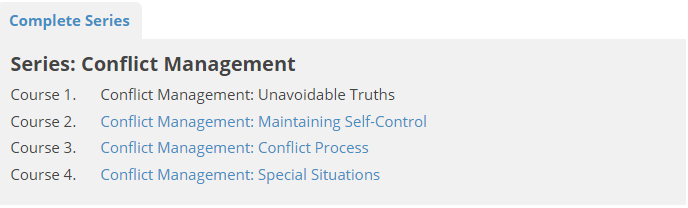 Complete Series
Series: Conflict Management
Course 1. Conflict Management: Unavoidable Truths
Course 2. Conflict Management: Maintaining Self-Control
Course 3. Conflict Management: Conflict Process
Course 4. Conflict Management: Special Situations